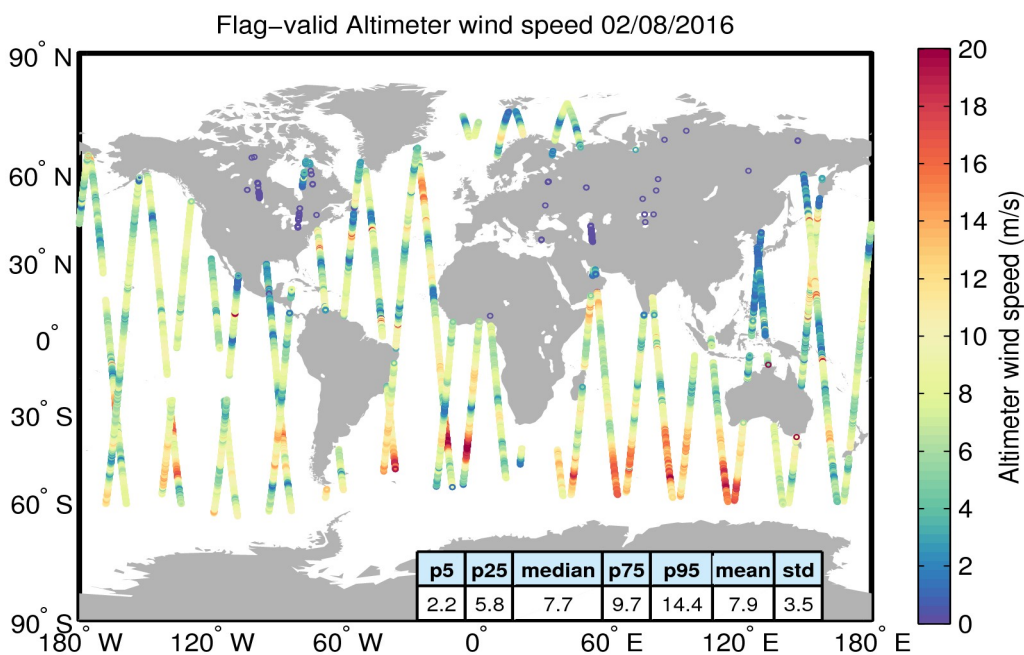 Flag−valid Altimeter wind speed 02/08/2016
90° N
60° N
30° N
0°
30° S
60° S
90° S
180° W
120° W
60° W
0°
60° E
120° E
180° E
p5 p25 median p75 p95 mean std
2.2 5.8 7.7 9.7 14.4 7.9 3.5
20
18
16
14
12
10
8
6
4
2
0
Altimeter wind speed (m/s)